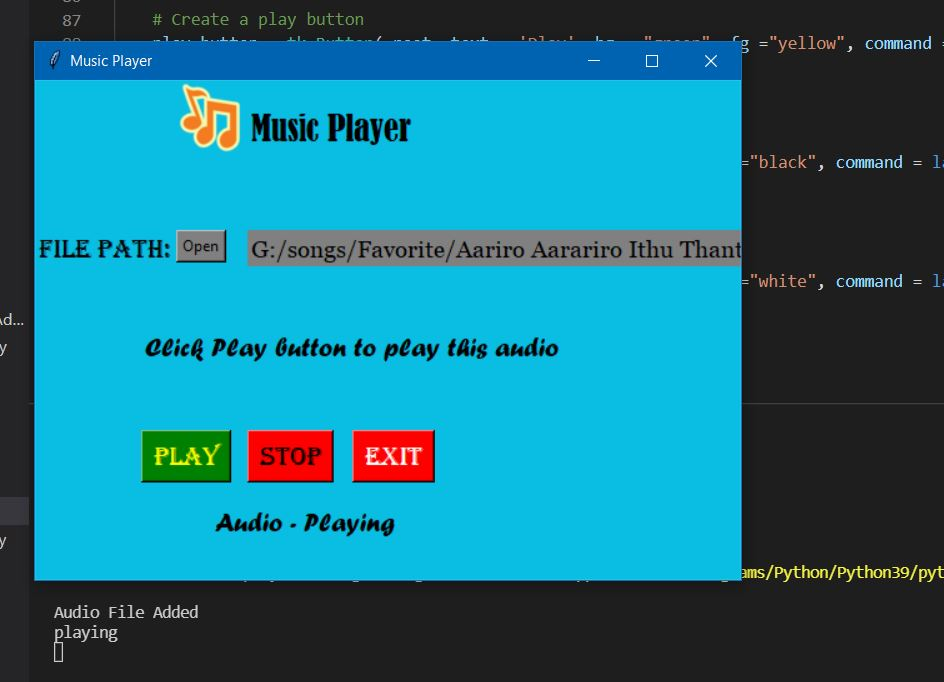 87 # Create a play button
"yellow", command =
Music Player
Music Player
="black", command = la
FILE PATH: Open G:/songs/Favorite/Aariro Aarariro Ithu Thant
="white", command = la
Ad...
y
Click Play button to play this audio
PLAY STOP EXIT
Audio - Playing
y
ams/Python/Python39/pyt
Audio File Added
playing